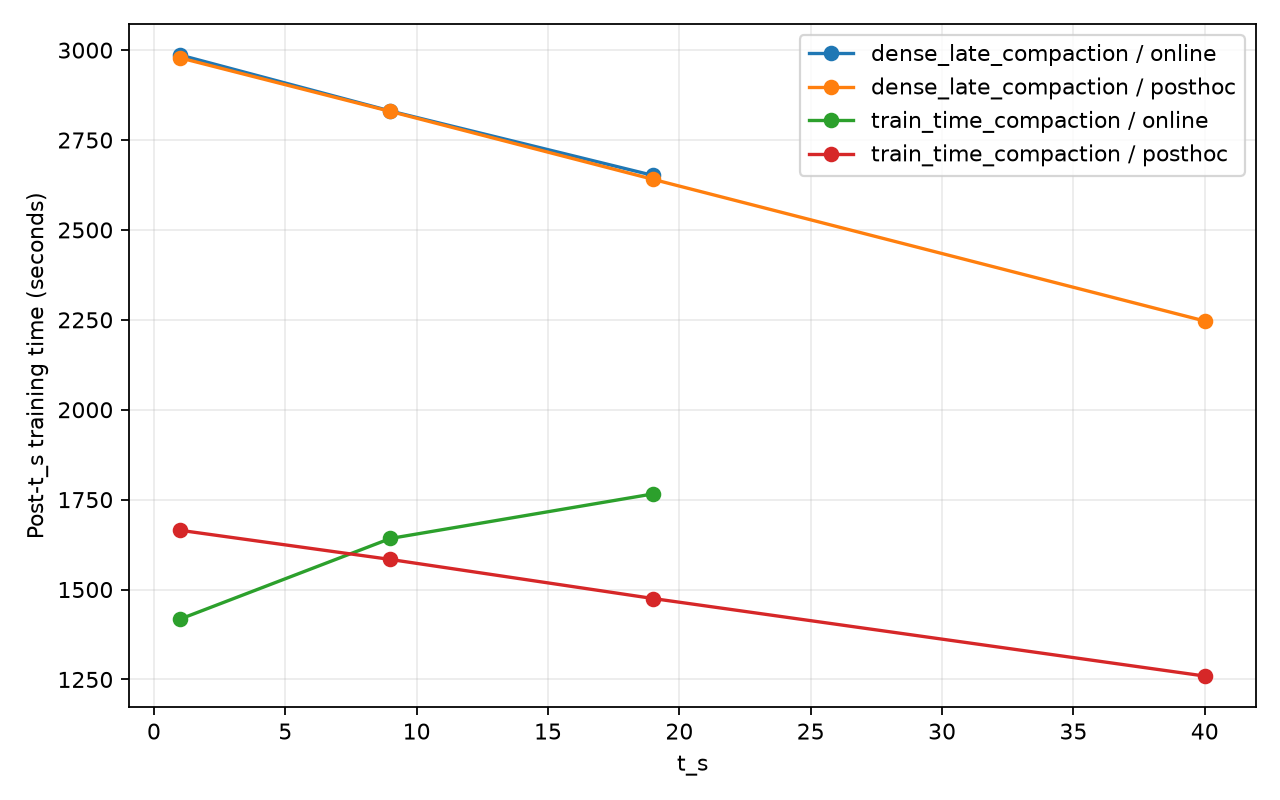 3000
2750
2500
2250
2000
1750
1500
1250
Post-t_s training time (seconds)
dense_late_compaction / online
dense_late_compaction / posthoc
train_time_compaction / online
train_time_compaction / posthoc
0 5 10 15 20 25 30 35 40
t_s